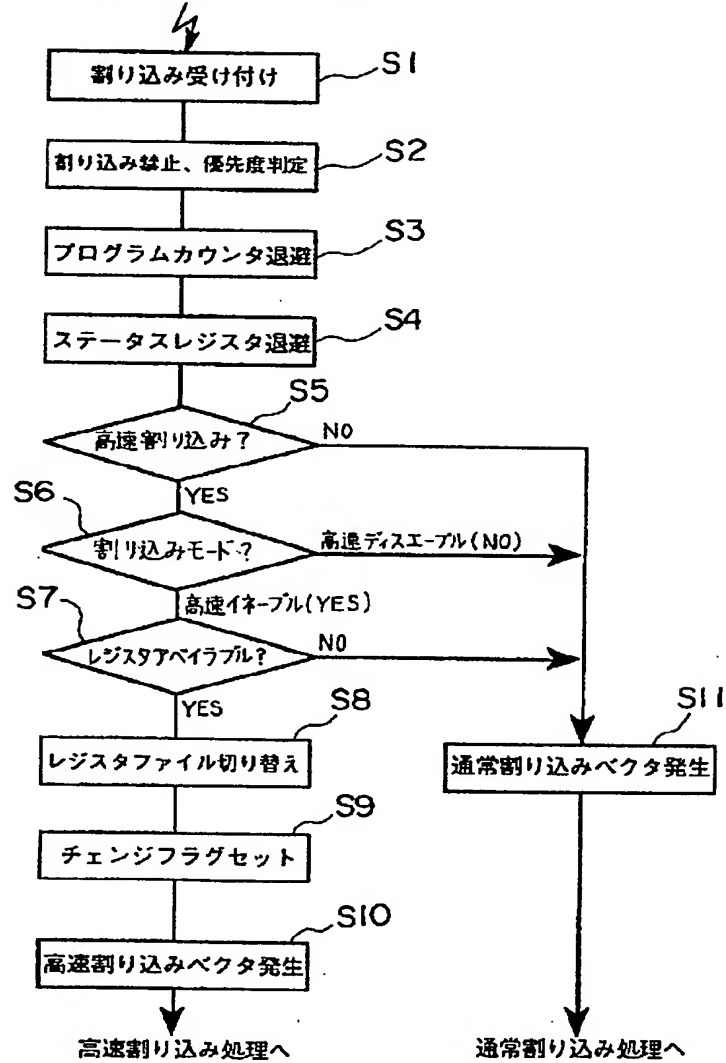 割り込み受け付け
S1
割り込み禁止、優先度判定
S2
プログラムカウンタ退避
S3
ステータスレジスタ退避
S4
高速割り込み?
S5
NO
YES
割り込みモード?
S6
高速ディスエーブル(NO)
高速イネーブル(YES)
レジスタアベイラブル?
S7
NO
YES
レジスタファイル切り替え
S8
チェンジフラグセット
S9
高速割り込みベクタ発生
S10
高速割り込み処理へ
通常割り込みベクタ発生
S11
通常割り込み処理へ